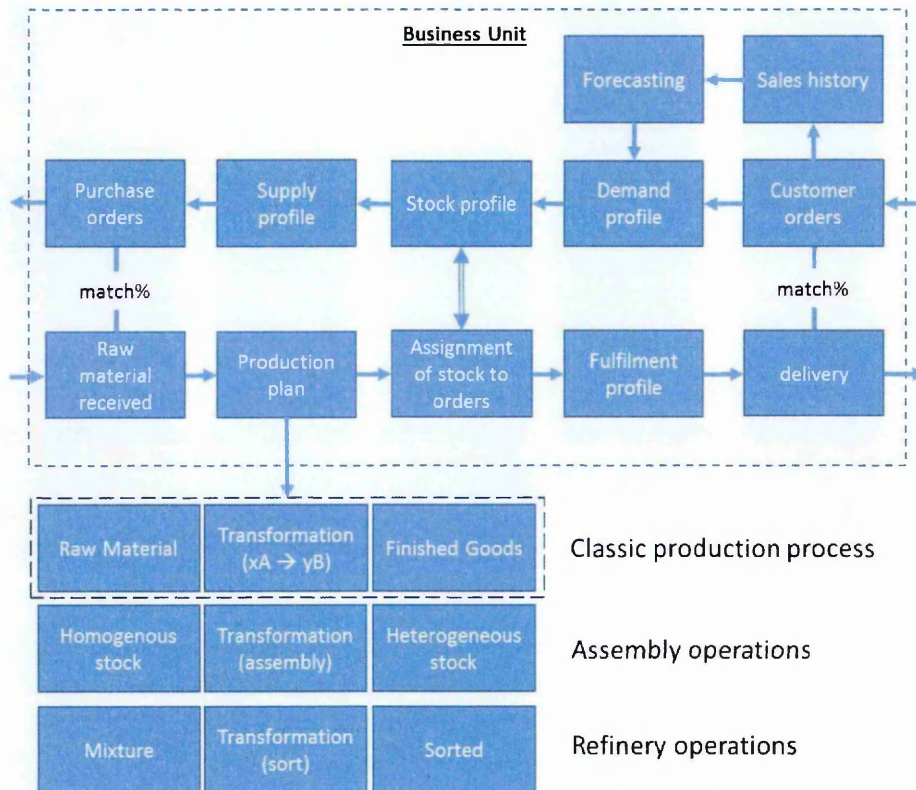 Business Unit
Forecasting
Sales history
Purchase
orders
Supply
profile
Stock profile
Demand
profile
Customer
orders
match%
match%
Raw
material
received
Production
plan
Assignment
of stock to
orders
Fulfilment
profile
delivery
Raw Material
Transformation
(xA → yB)
Finished Goods
Classic production process
Homogenous
stock
Transformation
(assembly)
Heterogeneous
stock
Assembly operations
Mixture
Transformation
(sort)
Sorted
Refinery operations